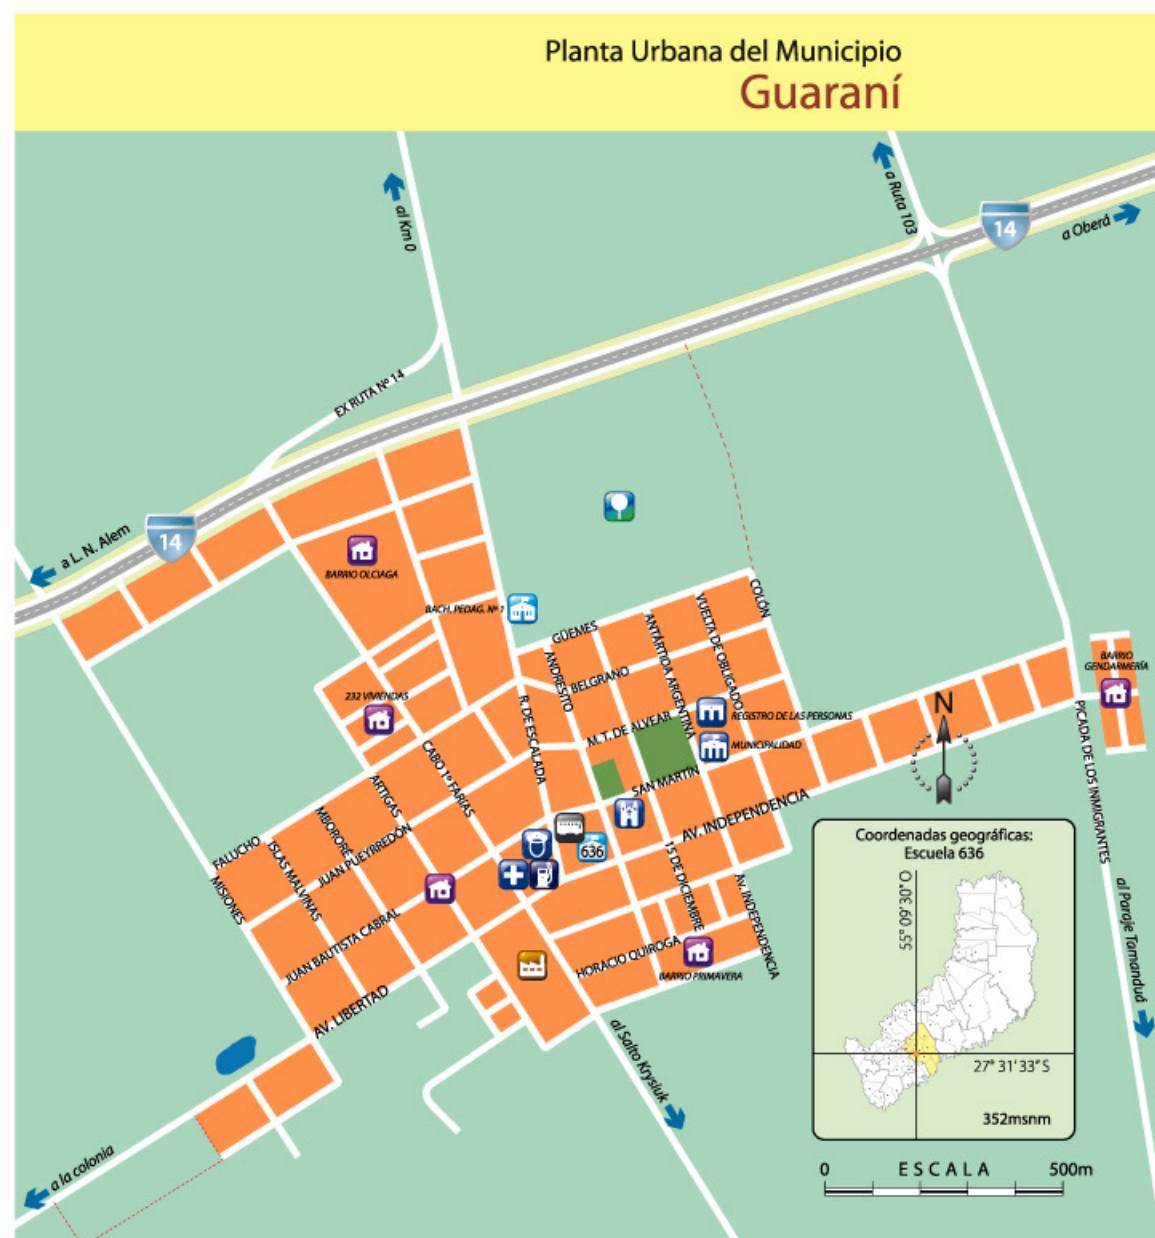 Planta Urbana del Municipio
Guaraní
a Ruta 103
14
a Oberá
al Km 0
EX RUTA Nº 14
a L. N. Alem
14
BARRIO OLCIAGA
BACH. PEDAG. Nº 1
GÜEMES
COLÓN
VUELTA DE OBLIGADO
ANTÁRTIDA ARGENTINA
ANDRESITO
BELGRANO
BARRIO
GENDARMERÍA
232 VIVIENDAS
R. DE ESCALADA
M. T. DE ALVEAR
REGISTRO DE LAS PERSONAS
MUNICIPALIDAD
N
PICADA DE LOS INMIGRANTES
CABO 1º FARIAS
ARTIGAS
SAN MARTÍN
AV. INDEPENDENCIA
MBORORE
JUAN PUEYRREDÓN
FALUCHO
ISLAS MALVINAS
MISIONES
636
15 DE DICIEMBRE
AV. INDEPENDENCIA
JUAN BAUTISTA CABRAL
HORACIO QUIROGA
BARRIO PRIMAVERA
AV. LIBERTAD
al Salto Krysiuk
al Paraje Tamanduá
a la colonia
Coordenadas geográficas:
Escuela 636
55° 09' 30" O
27° 31' 33" S
352msnm
0 ESCALA 500m